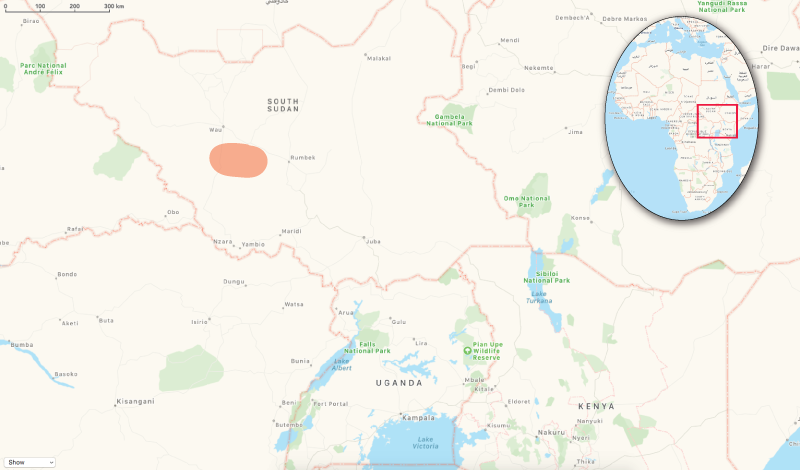 0 100 200 300 km
Birao
Parc National
André Félix
Malakal
Mendi
Nekemte
Begi
Dembi Dolo
Dembech'A
Debre Markos
Yangudi Rassa
National Park
Dire Dawa
Harar
SOUTH
SUDAN
Wau
Rumbek
Gambela
National Park
Jima
Omo National
Park
Konso
Obo
Rafai
Nzara
Yambio
Maridi
Juba
Sibiloi
National Park
Lake
Turkana
Bondo
Dungu
Watsa
Arua
Gulu
Aketi
Buta
Isirio
Lira
Falls
National Park
Pian Upe
Wildlife
Reserve
Bumba
Basoko
Bunia
Lake
Albert
UGANDA
Mbale
Kitale
Kisangani
Beni
Fort Portal
Eldoret
KENYA
Butembo
Kampala
Kisumu
Nakuru
Nanyuki
Nyeri
Lake
Victoria
Thika
Show